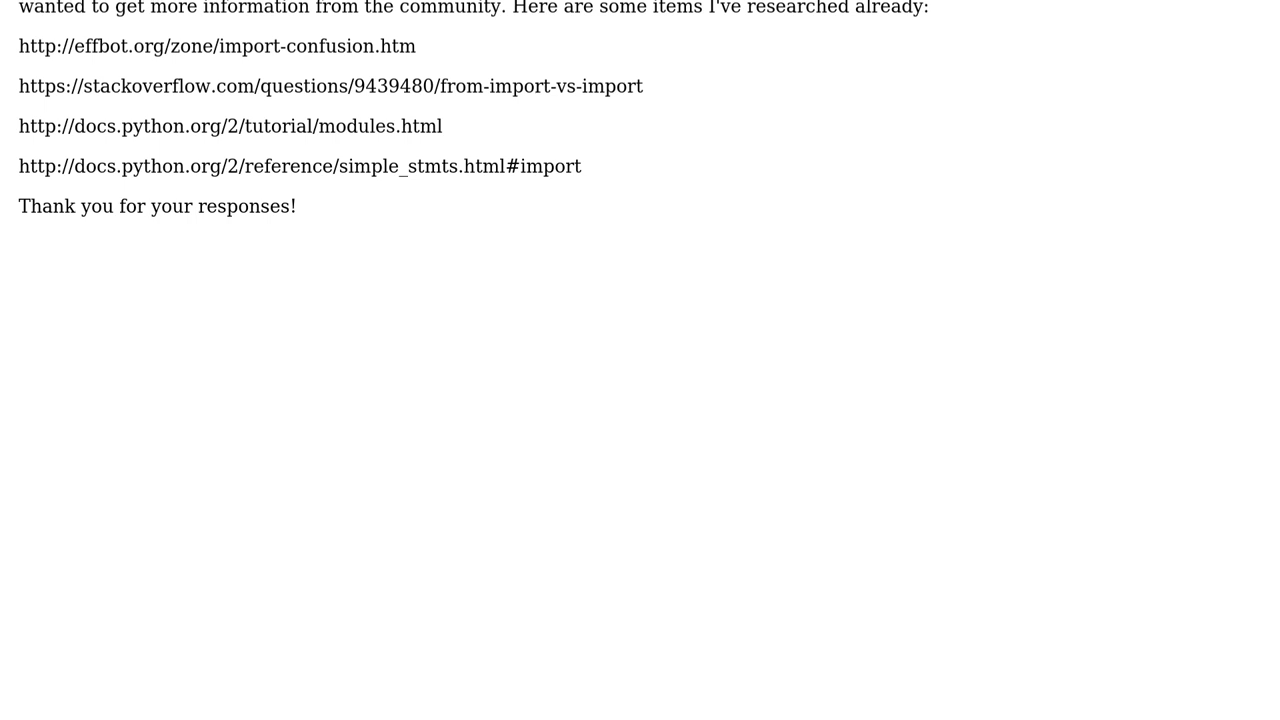 wanted to get more information from the community. Here are some items I've researched already:
http://effbot.org/zone/import-confusion.htm
https://stackoverflow.com/questions/9439480/from-import-vs-import
http://docs.python.org/2/tutorial/modules.html
http://docs.python.org/2/reference/simple_stmts.html#import
Thank you for your responses!